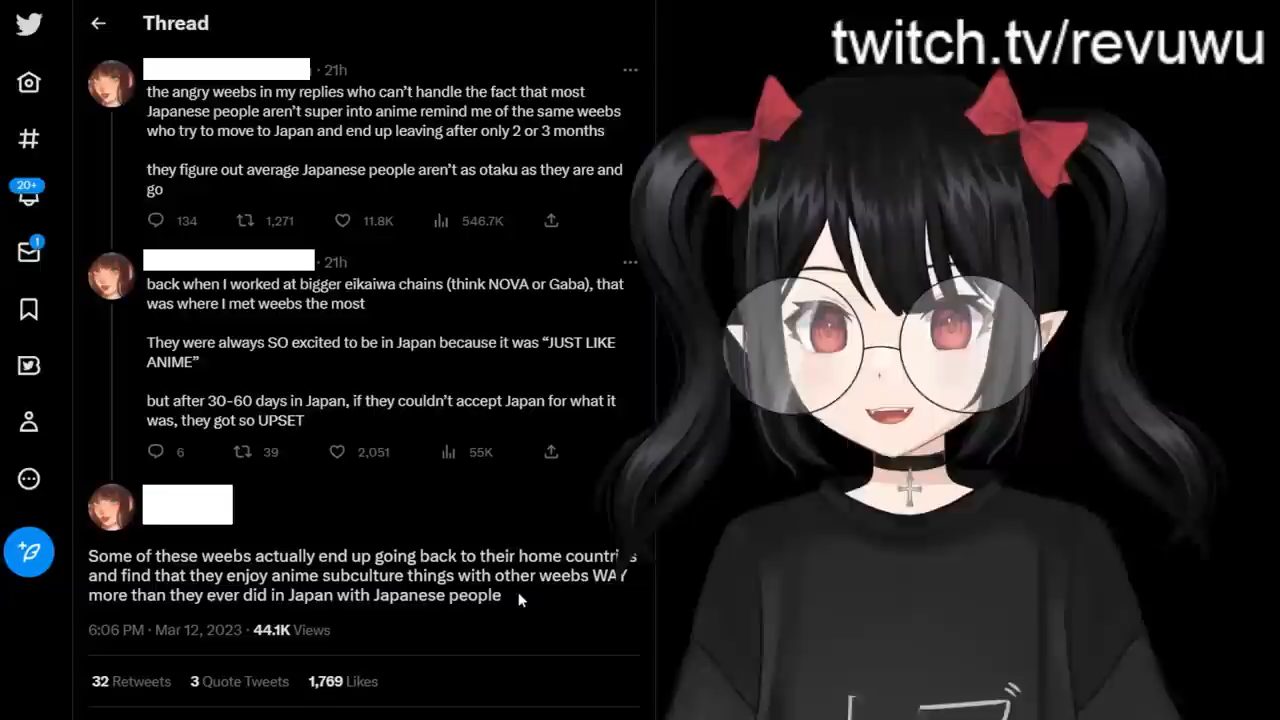 twitch.tv/revuwu
Thread
· 21h
the angry weebs in my replies who can't handle the fact that most
Japanese people aren't super into anime remind me of the same weebs
who try to move to Japan and end up leaving after only 2 or 3 months
they figure out average Japanese people aren't as otaku as they are and
go
134 1,271 11.8K 546.7K
· 21h
back when I worked at bigger eikaiwa chains (think NOVA or Gaba), that
was where I met weebs the most
They were always SO excited to be in Japan because it was “JUST LIKE
ANIME”
but after 30-60 days in Japan, if they couldn't accept Japan for what it
was, they got so UPSET
6 39 2,051 55K
Some of these weebs actually end up going back to their home countries
and find that they enjoy anime subculture things with other weebs WAY
more than they ever did in Japan with Japanese people
6:06 PM · Mar 12, 2023 · 44.1K Views
32 Retweets 3 Quote Tweets 1,769 Likes
20+
1